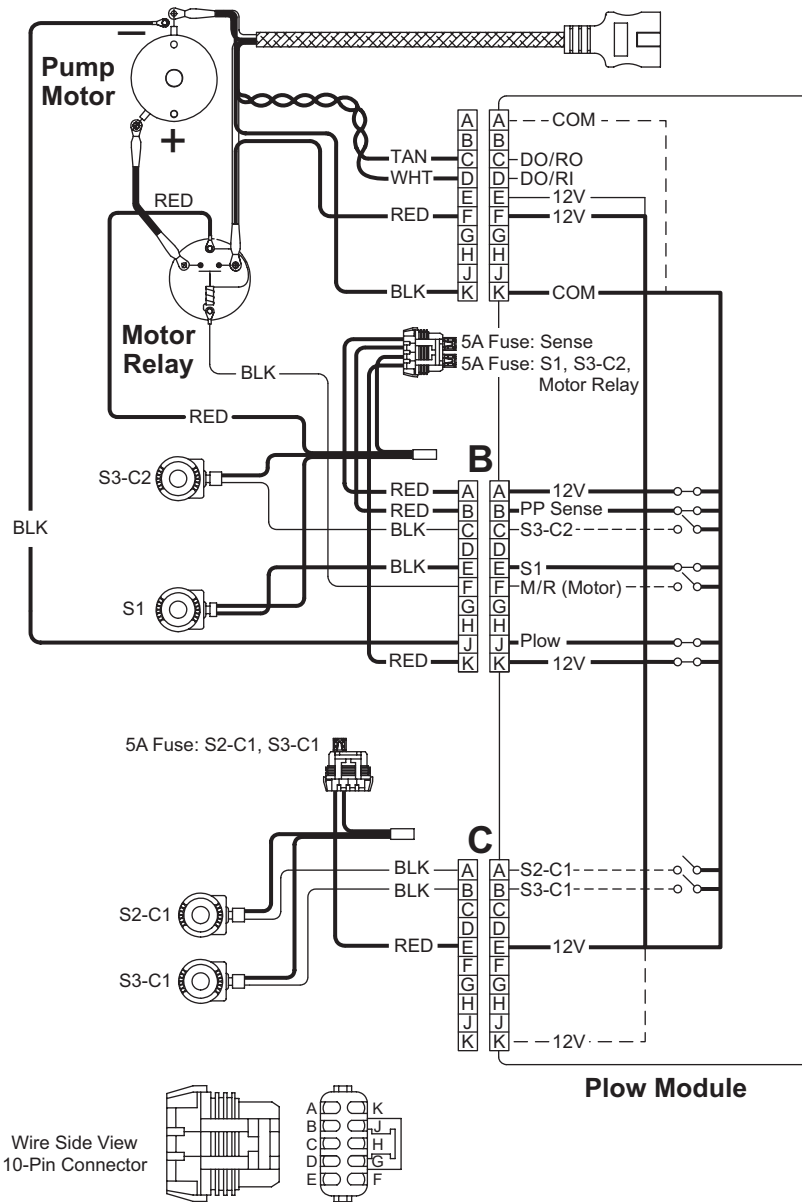 −
Pump
Motor
+
RED
Motor
Relay
BLK
RED
BLK
S3-C2
S1
TAN
WHT
RED
BLK
A A COM
B B
C C DO/RO
D D DO/RI
E E 12V
F F 12V
G G
H H
J J
K K COM
5A Fuse: Sense
5A Fuse: S1, S3-C2,
Motor Relay
B
RED A A 12V
RED B B PP Sense
BLK C C S3-C2
D D
BLK E E S1
F F M/R (Motor)
G G
H H
J J Plow
RED K K 12V
5A Fuse: S2-C1, S3-C1
C
BLK A A S2-C1
BLK B B S3-C1
C C
D D
RED E E 12V
F F
G G
H H
J J
K K 12V
S2-C1
S3-C1
Plow Module
Wire Side View
10-Pin Connector
A K
B J
C H
D G
E F